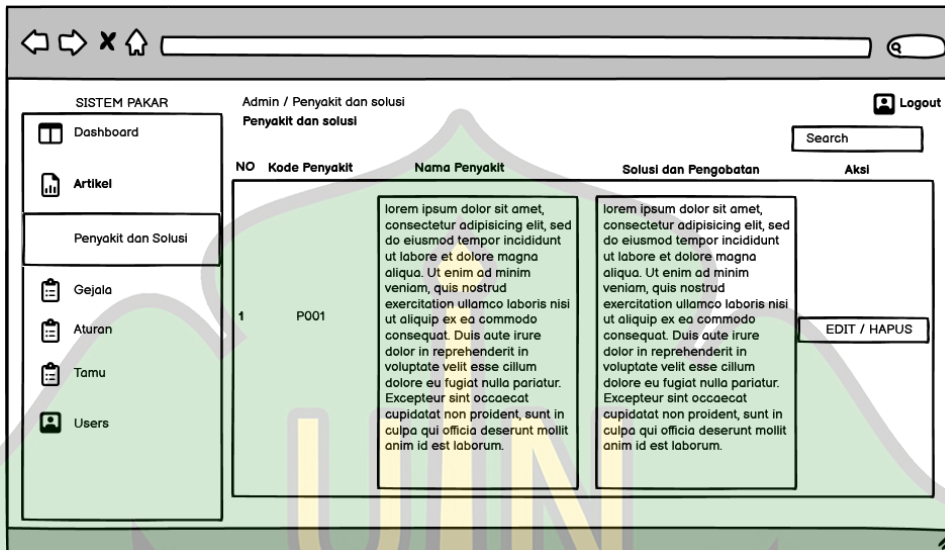 SISTEM PAKAR
Dashboard
Artikel
Penyakit dan Solusi
Gejala
Aturan
Tamu
Users
Admin / Penyakit dan solusi
Penyakit dan solusi
Logout
Search
NO Kode Penyakit Nama Penyakit Solusi dan Pengobatan Aksi
1 P001
lorem ipsum dolor sit amet,
consectetur adipisicing elit, sed
do eiusmod tempor incididunt
ut labore et dolore magna
aliqua. Ut enim ad minim
veniam, quis nostrud
exercitation ullamco laboris nisi
ut aliquip ex ea commodo
consequat. Duis aute irure
dolor in reprehenderit in
voluptate velit esse cillum
dolore eu fugiat nulla pariatur.
Excepteur sint occaecat
cupidatat non proident, sunt in
culpa qui officia deserunt mollit
anim id est laborum.
lorem ipsum dolor sit amet,
consectetur adipisicing elit, sed
do eiusmod tempor incididunt
ut labore et dolore magna
aliqua. Ut enim ad minim
veniam, quis nostrud
exercitation ullamco laboris nisi
ut aliquip ex ea commodo
consequat. Duis aute irure
dolor in reprehenderit in
voluptate velit esse cillum
dolore eu fugiat nulla pariatur.
Excepteur sint occaecat
cupidatat non proident, sunt in
culpa qui officia deserunt mollit
anim id est laborum.
EDIT / HAPUS
UIN